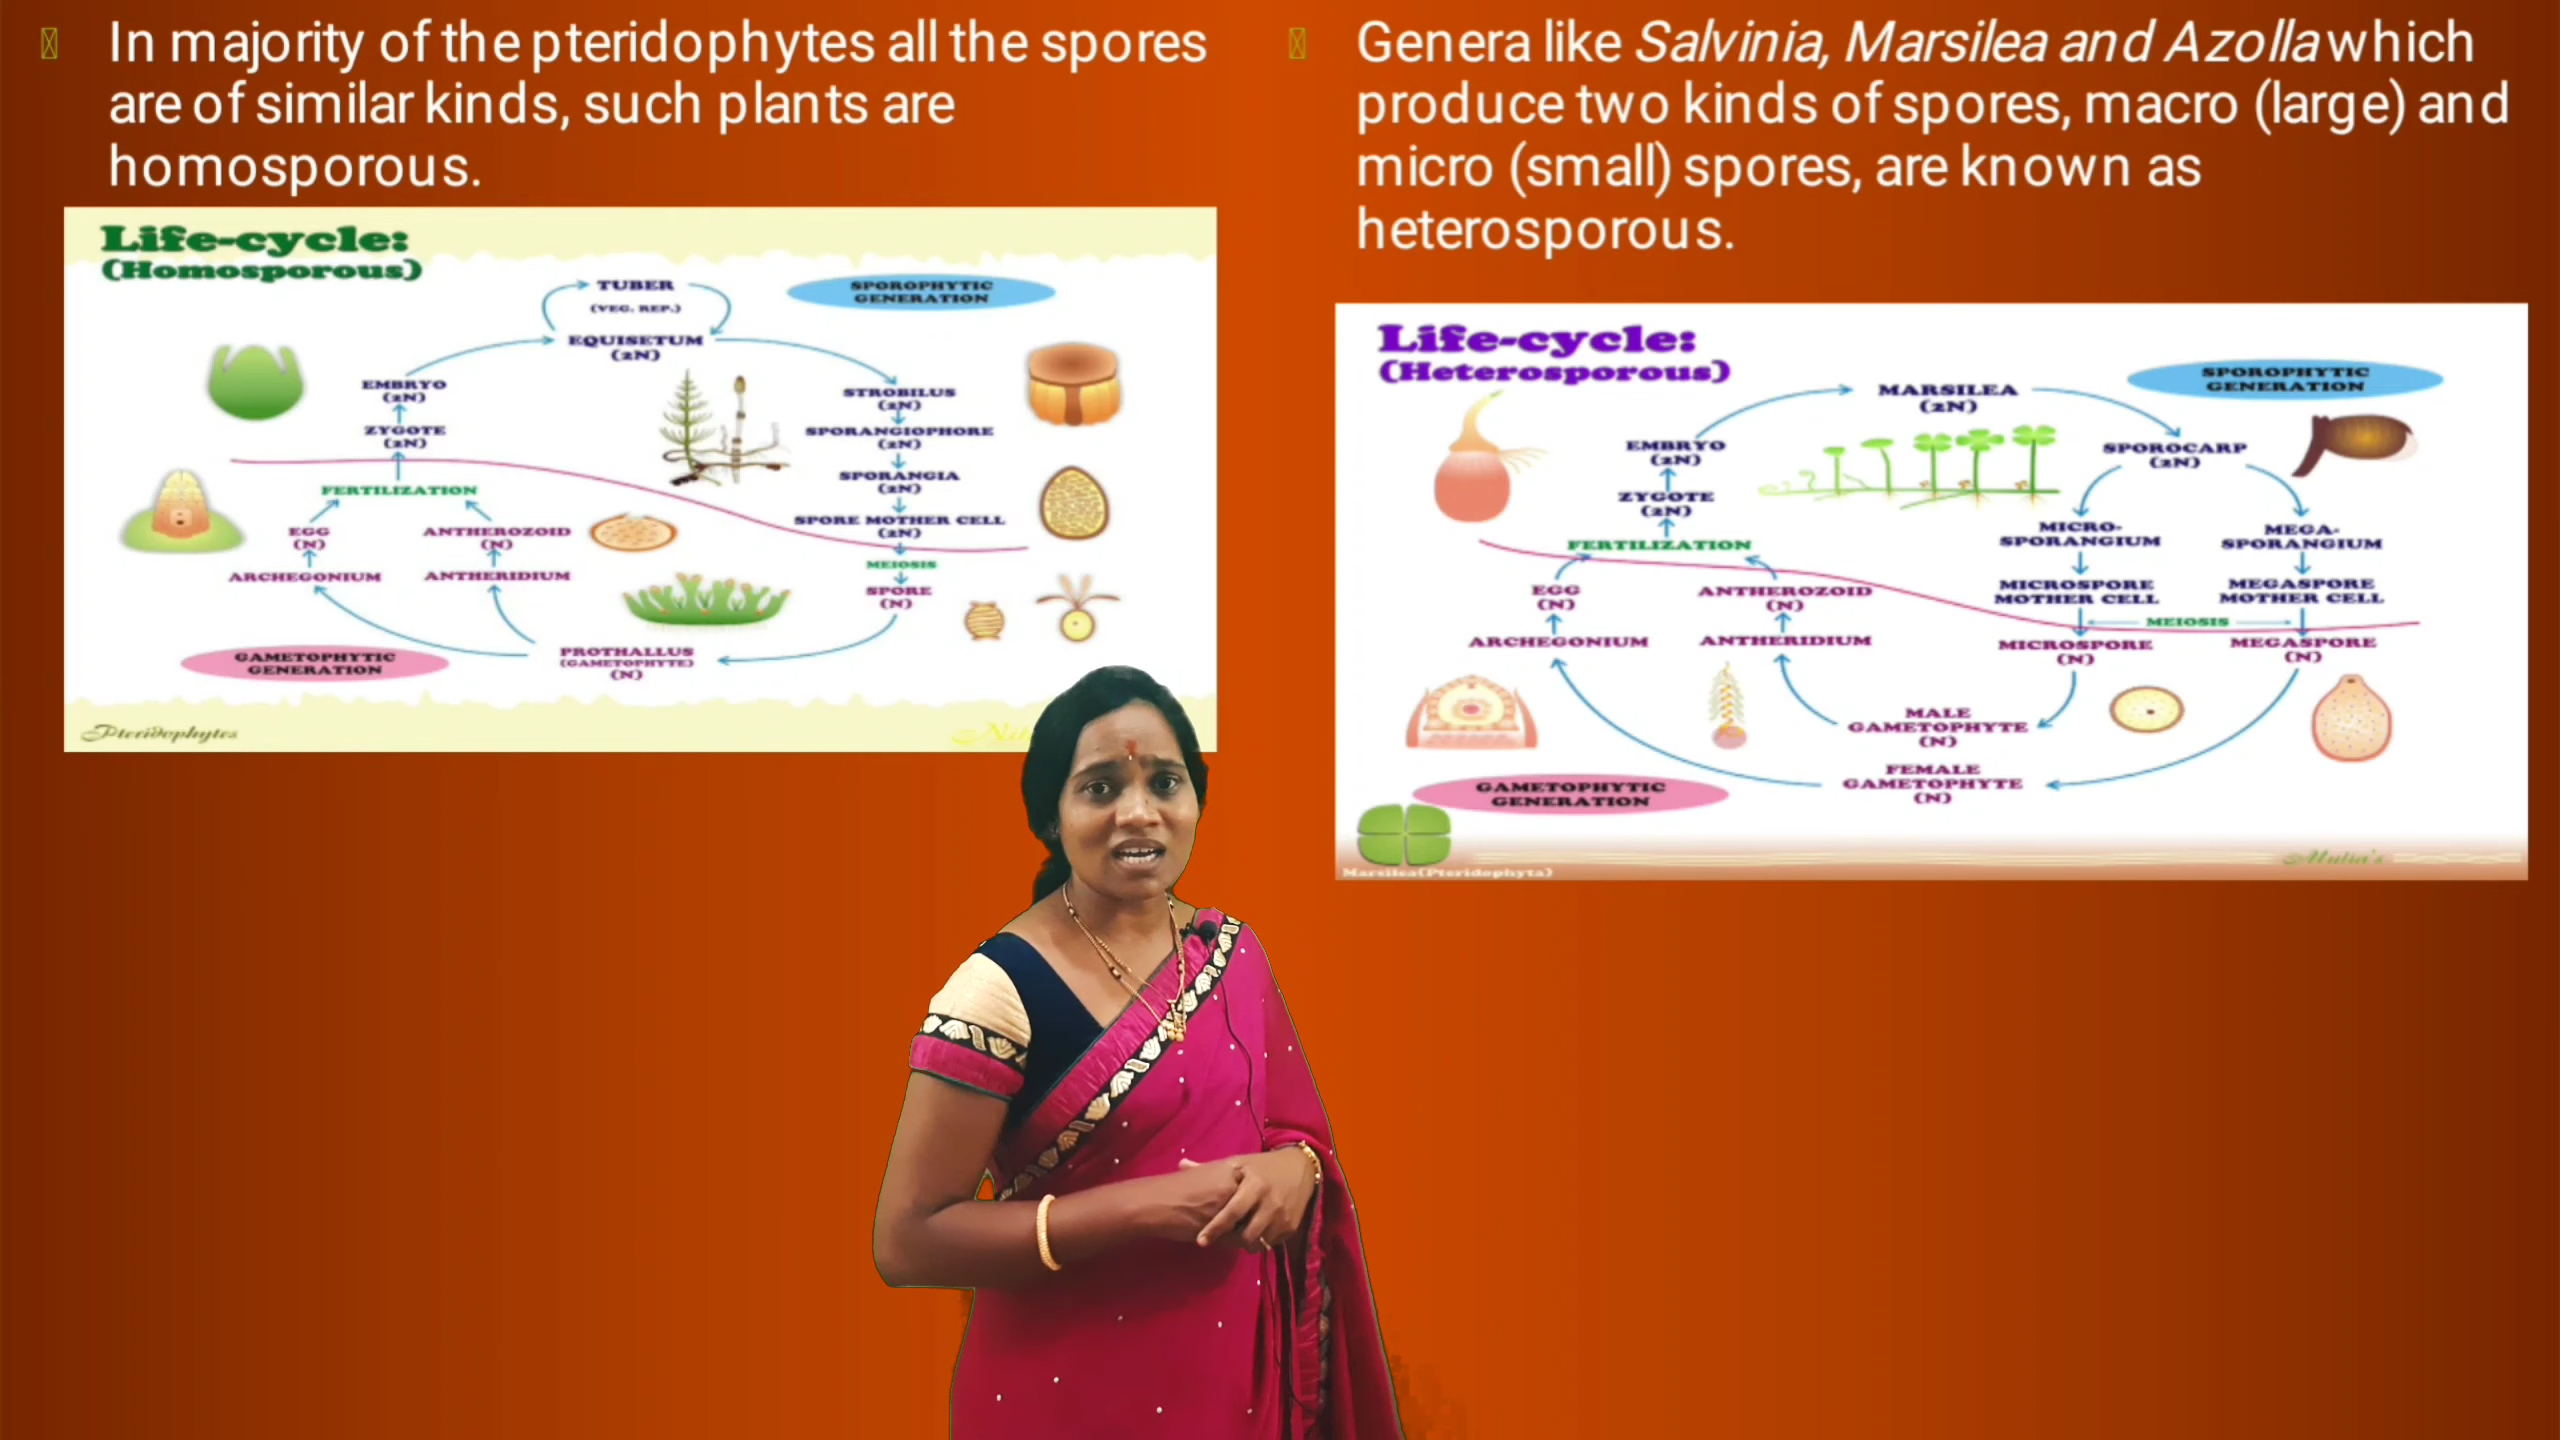 In majority of the pteridophytes all the spores
are of similar kinds, such plants are
homosporous.
Life-cycle:
(Homosporous)
TUBER
(VEG. REP.)
SPOROPHYTIC
GENERATION
EQUISETUM
(2N)
EMBRYO
(2N)
STROBILUS
(2N)
ZYGOTE
(2N)
SPORANGIOPHORE
(2N)
SPORANGIA
(2N)
FERTILIZATION
SPORE MOTHER CELL
(2N)
EGG
(N)
ANTHEROZOID
(N)
MEIOSIS
ARCHEGONIUM
ANTHERIDIUM
SPORE
(N)
PROTHALLUS
(GAMETOPHYTE)
(N)
GAMETOPHYTIC
GENERATION
Pteridophytes
Genera like Salvinia, Marsilea and Azolla which
produce two kinds of spores, macro (large) and
micro (small) spores, are known as
heterosporous.
Life-cycle:
(Heterosporous)
SPOROPHYTIC
GENERATION
MARSILEA
(2N)
EMBRYO
(2N)
SPOROCARP
(2N)
ZYGOTE
(2N)
MICRO-
SPORANGIUM
MEGA-
SPORANGIUM
FERTILIZATION
MICROSPORE
MOTHER CELL
MEGASPORE
MOTHER CELL
EGG
(N)
ANTHEROZOID
(N)
MEIOSIS
ARCHEGONIUM
ANTHERIDIUM
MICROSPORE
(N)
MEGASPORE
(N)
MALE
GAMETOPHYTE
(N)
FEMALE
GAMETOPHYTE
(N)
GAMETOPHYTIC
GENERATION
Mulia's
Marsilea(Pteridophyta)